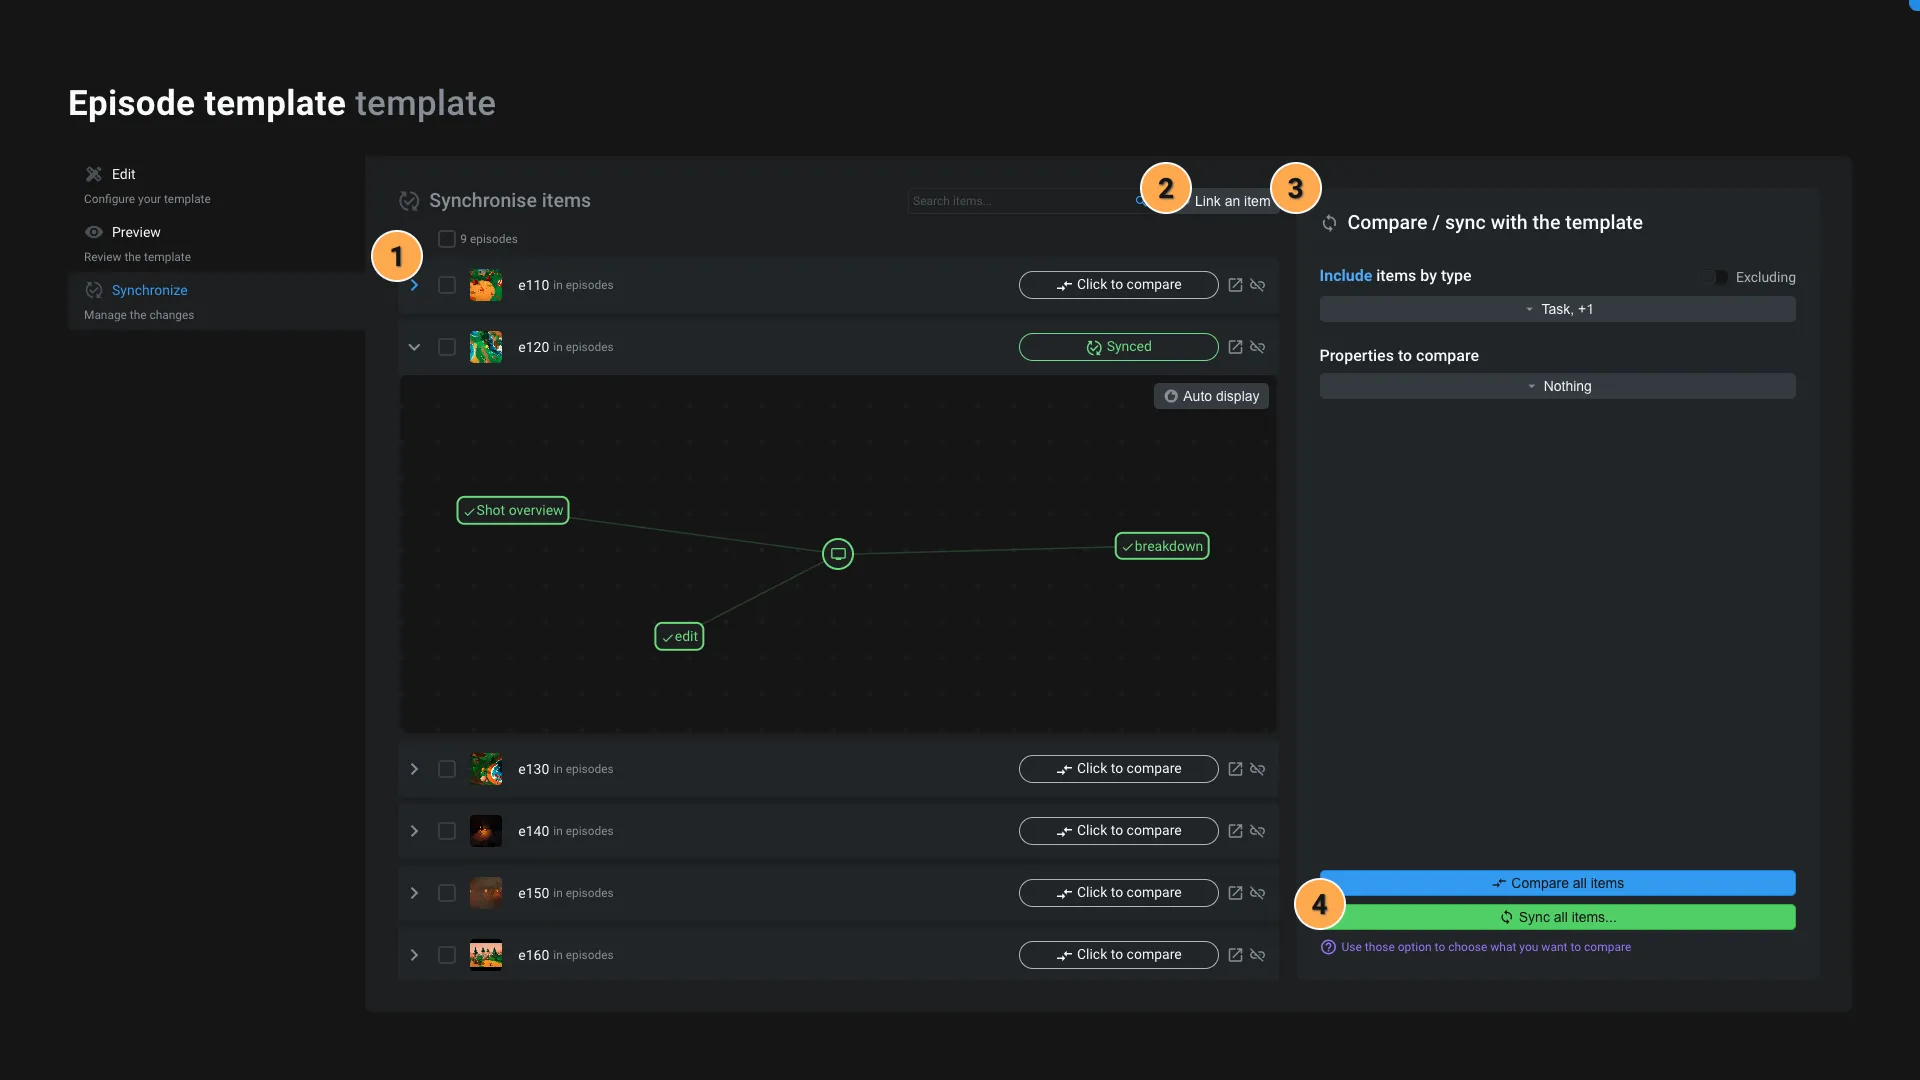 Episode template template
Edit
Configure your template
Preview
Review the template
Synchronize
Manage the changes
Synchronise items
Search items...
2
Link an item
3
9 episodes
1
e110 in episodes
Click to compare
e120 in episodes
Synced
Auto display
Shot overview
breakdown
edit
e130 in episodes
Click to compare
e140 in episodes
Click to compare
e150 in episodes
Click to compare
e160 in episodes
Click to compare
Compare / sync with the template
Include items by type
Excluding
Task, +1
Properties to compare
Nothing
Compare all items
4
Sync all items...
Use those option to choose what you want to compare